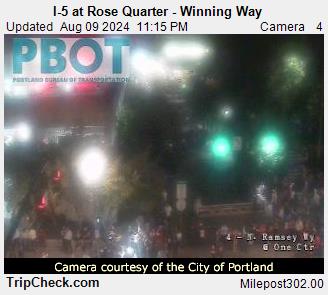 I-5 at Rose Quarter - Winning Way
Updated Aug 09 2024 11:15 PM Camera 4
PBOT
PORTLAND BUREAU OF TRANSPORTATION
4 - N. Ramsey Wy
@ One Ctr
Camera courtesy of the City of Portland
TripCheck.com Milepost302.00